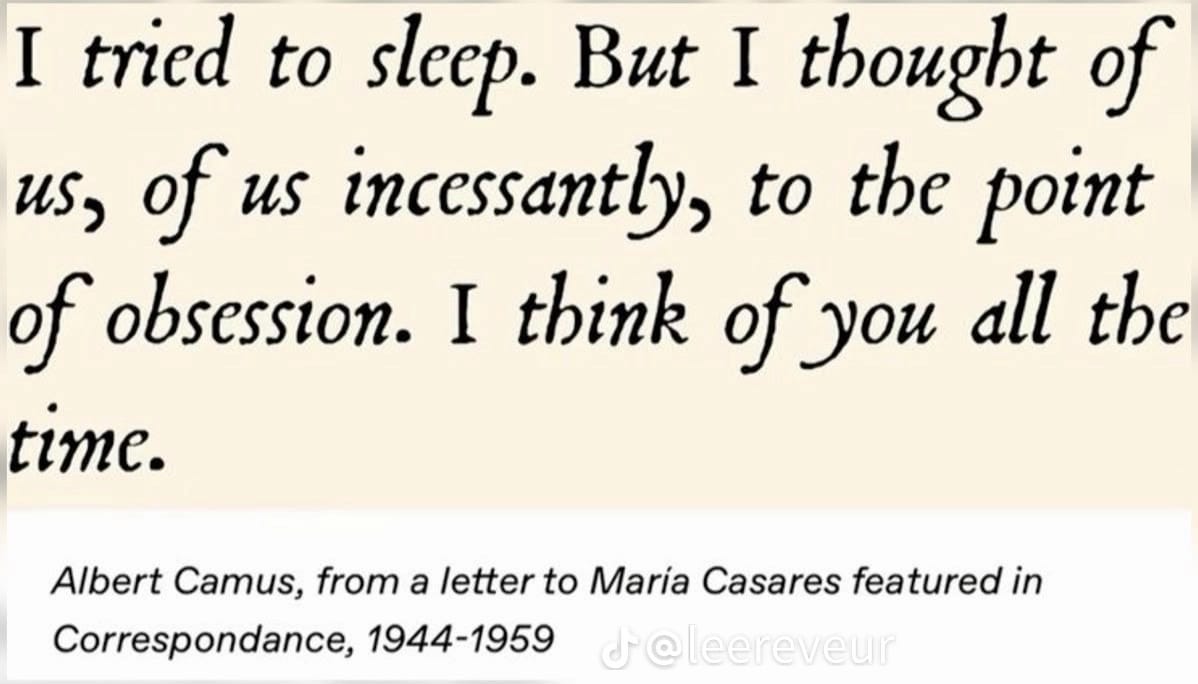 I tried to sleep. But I thought of
us, of us incessantly, to the point
of obsession. I think of you all the
time.
Albert Camus, from a letter to María Casares featured in
Correspondance, 1944-1959
@leereveur